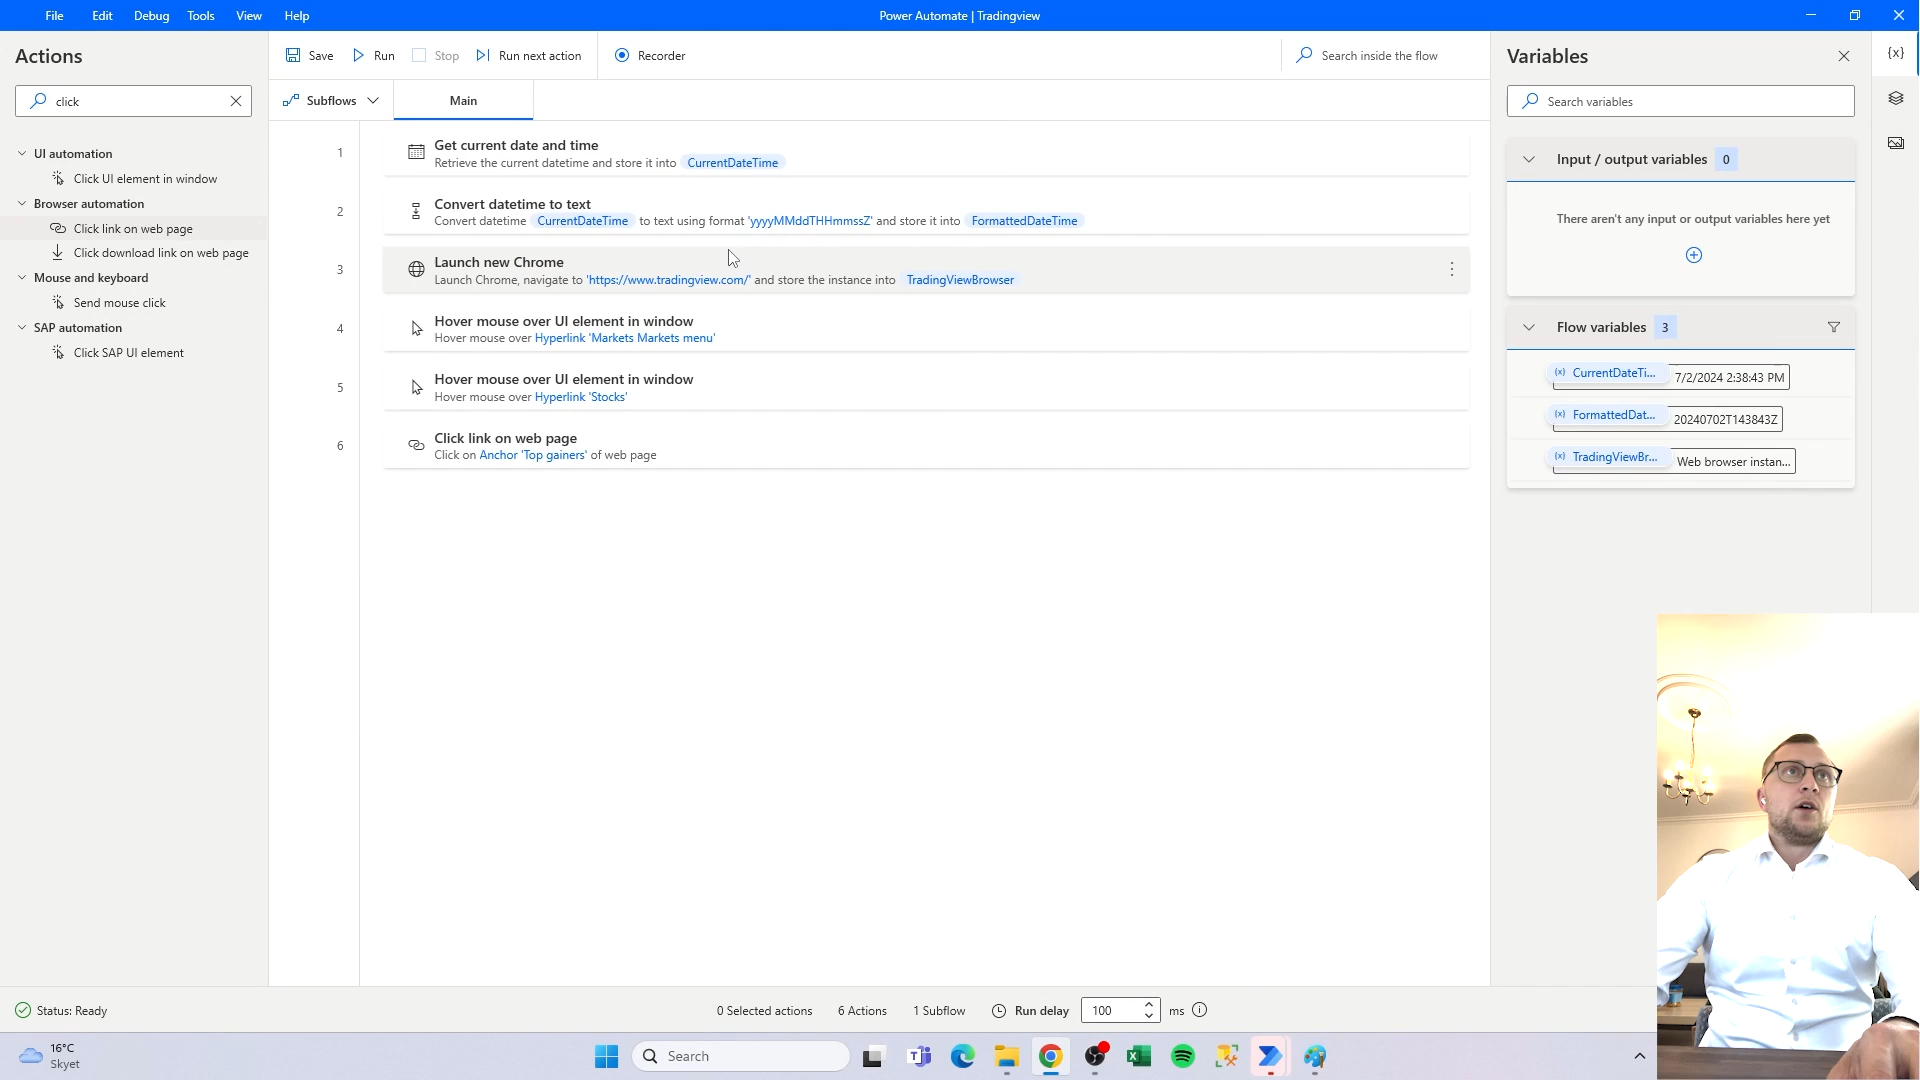 File Edit Debug Tools View Help
Power Automate | Tradingview
Actions
click
UI automation
Click UI element in window
Browser automation
Click link on web page
Click download link on web page
Mouse and keyboard
Send mouse click
SAP automation
Click SAP UI element
Save Run Stop Run next action Recorder
Search inside the flow
Subflows Main
1
Get current date and time
Retrieve the current datetime and store it into CurrentDateTime
2
Convert datetime to text
Convert datetime CurrentDateTime to text using format 'yyyyMMddTHHmmssZ' and store it into FormattedDateTime
3
Launch new Chrome
Launch Chrome, navigate to 'https://www.tradingview.com/' and store the instance into TradingViewBrowser
4
Hover mouse over UI element in window
Hover mouse over Hyperlink 'Markets Markets menu'
5
Hover mouse over UI element in window
Hover mouse over Hyperlink 'Stocks'
6
Click link on web page
Click on Anchor 'Top gainers' of web page
Variables
{x}
Search variables
Input / output variables 0
There aren't any input or output variables here yet
Flow variables 3
(x) CurrentDateTi... 7/2/2024 2:38:43 PM
(x) FormattedDat... 20240702T143843Z
(x) TradingViewBr... Web browser instan...
Status: Ready
0 Selected actions 6 Actions 1 Subflow Run delay 100 ms
16°C
Skyet
Search